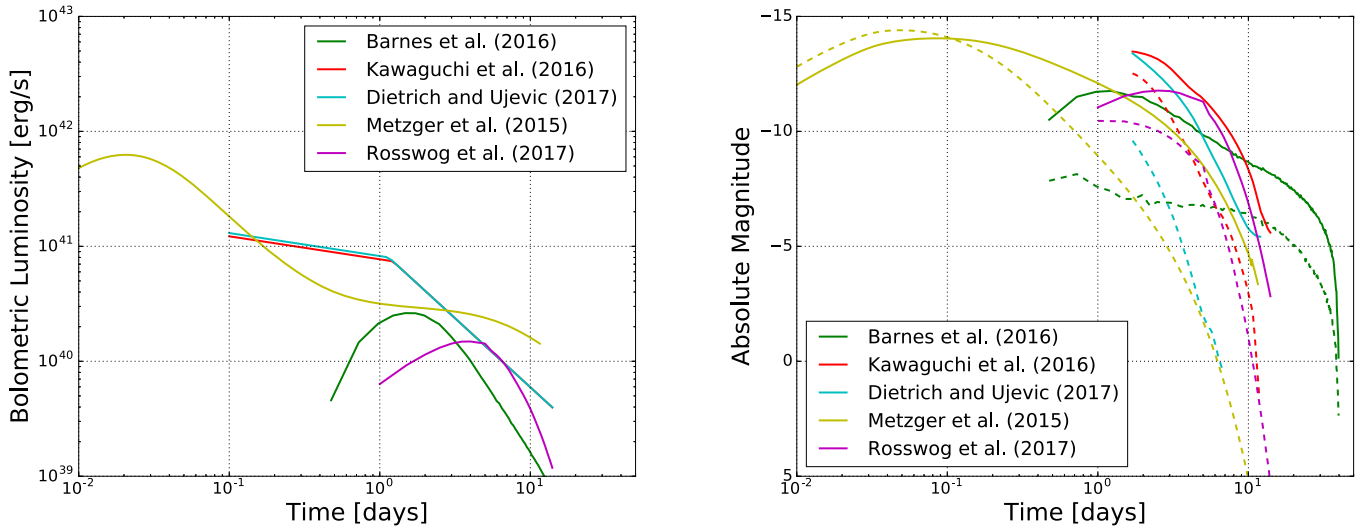 10^43
10^42
10^41
10^40
10^39
Bolometric Luminosity [erg/s]
Barnes et al. (2016)
Kawaguchi et al. (2016)
Dietrich and Ujevic (2017)
Metzger et al. (2015)
Rosswog et al. (2017)
10^-2
10^-1
10^0
10^1
Time [days]
−15
−10
−5
0
5
Absolute Magnitude
Barnes et al. (2016)
Kawaguchi et al. (2016)
Dietrich and Ujevic (2017)
Metzger et al. (2015)
Rosswog et al. (2017)
10^-2
10^-1
10^0
10^1
Time [days]